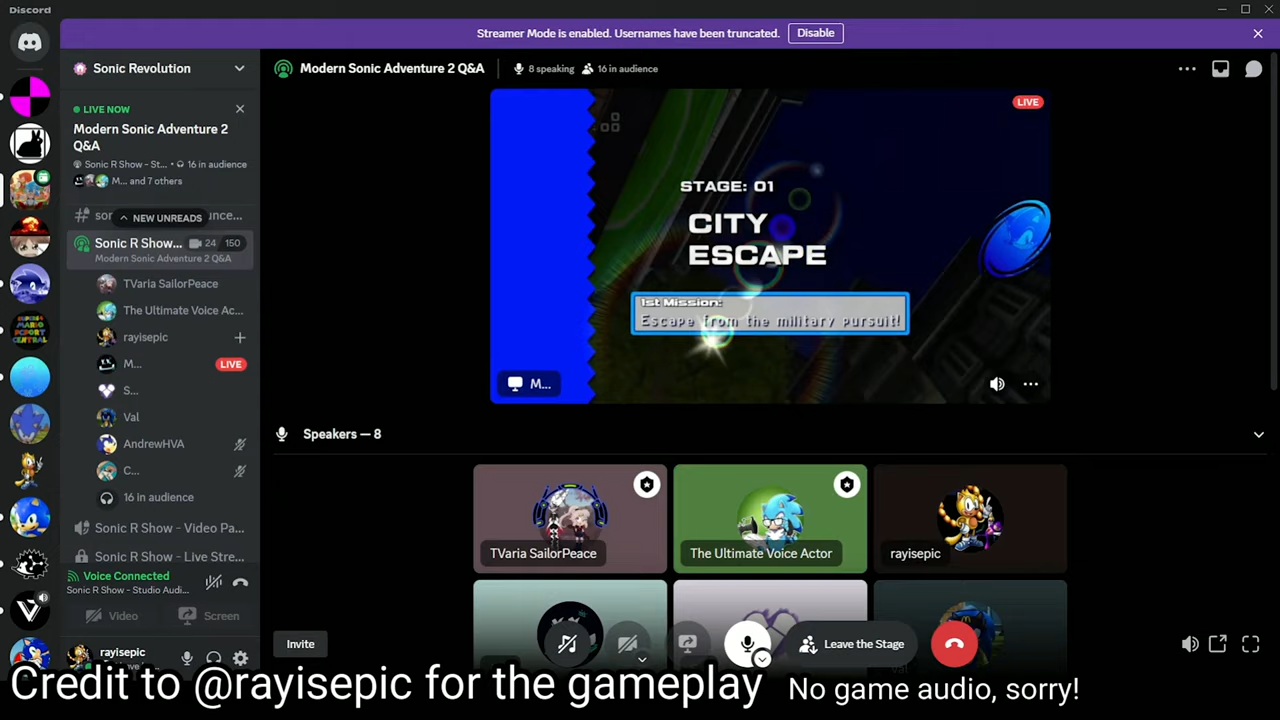 Discord
Streamer Mode is enabled. Usernames have been truncated.
Disable
Sonic Revolution
LIVE NOW
Modern Sonic Adventure 2
Q&A
Sonic R Show - St... 16 in audience
M... and 7 others
NEW UNREADS
Sonic R Show... 24 150
Modern Sonic Adventure 2 Q&A
TVaria SailorPeace
The Ultimate Voice Ac...
rayisepic
M... LIVE
S...
Val
AndrewHVA
C...
16 in audience
Sonic R Show - Video Pa...
Sonic R Show - Live Stre...
Voice Connected
Sonic R Show - Studio Audi...
Video
Screen
rayisepic
Modern Sonic Adventure 2 Q&A
8 speaking
16 in audience
LIVE
STAGE: 01
CITY
ESCAPE
1st Mission:
Escape from the military pursuit!
M...
Speakers — 8
TVaria SailorPeace
The Ultimate Voice Actor
rayisepic
Invite
Leave the Stage
Credit to @rayisepic for the gameplay
No game audio, sorry!